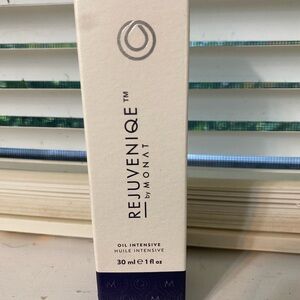 REJUVENIQE™
by MONAT
OIL INTENSIVE
HUILE INTENSIVE
30 ml ℮ 1 fl oz
M O M